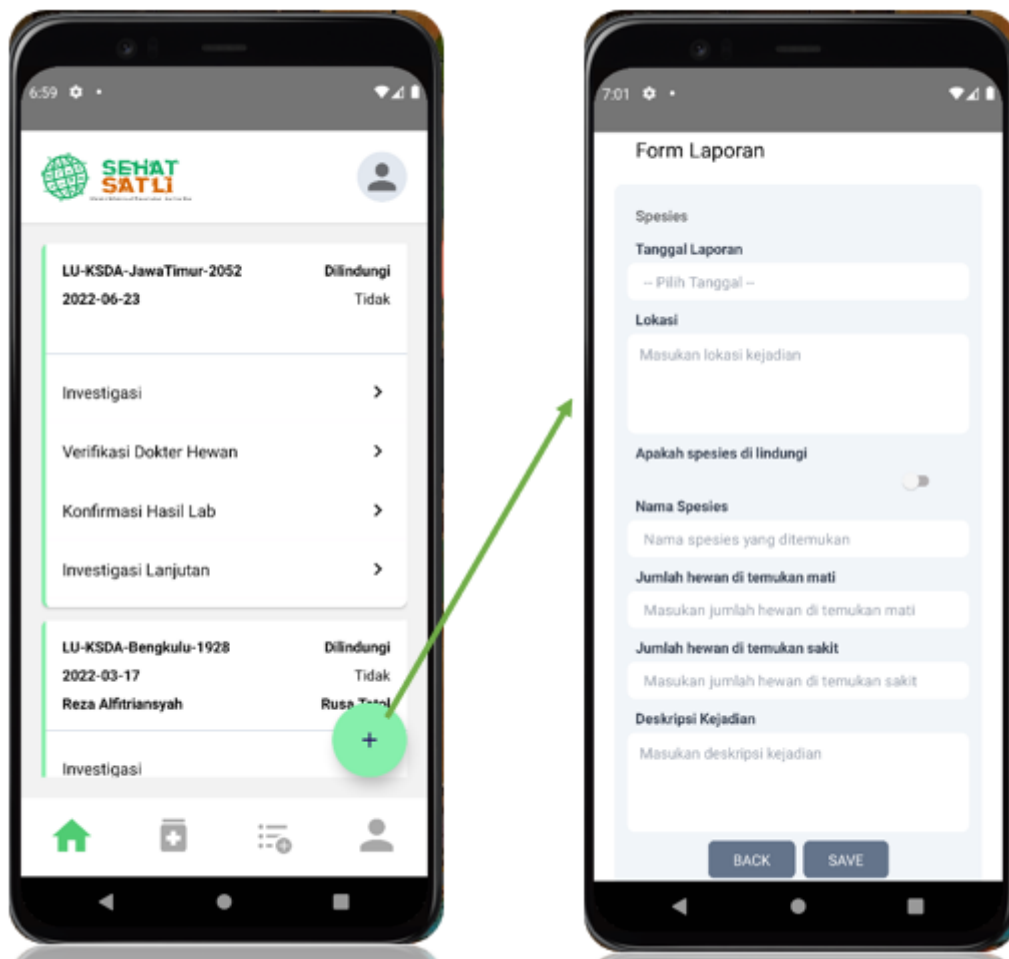 6:59
SEHAT
SATLI
LU-KSDA-JawaTimur-2052 Dilindungi
2022-06-23 Tidak
Investigasi
Verifikasi Dokter Hewan
Konfirmasi Hasil Lab
Investigasi Lanjutan
LU-KSDA-Bengkulu-1928 Dilindungi
2022-03-17 Tidak
Reza Alfitriansyah Rusa
Investigasi
+
7:01
Form Laporan
Spesies
Tanggal Laporan
-- Pilih Tanggal --
Lokasi
Masukan lokasi kejadian
Apakah spesies di lindungi
Nama Spesies
Nama spesies yang ditemukan
Jumlah hewan di temukan mati
Masukan jumlah hewan di temukan mati
Jumlah hewan di temukan sakit
Masukan jumlah hewan di temukan sakit
Deskripsi Kejadian
Masukan deskripsi kejadian
BACK SAVE